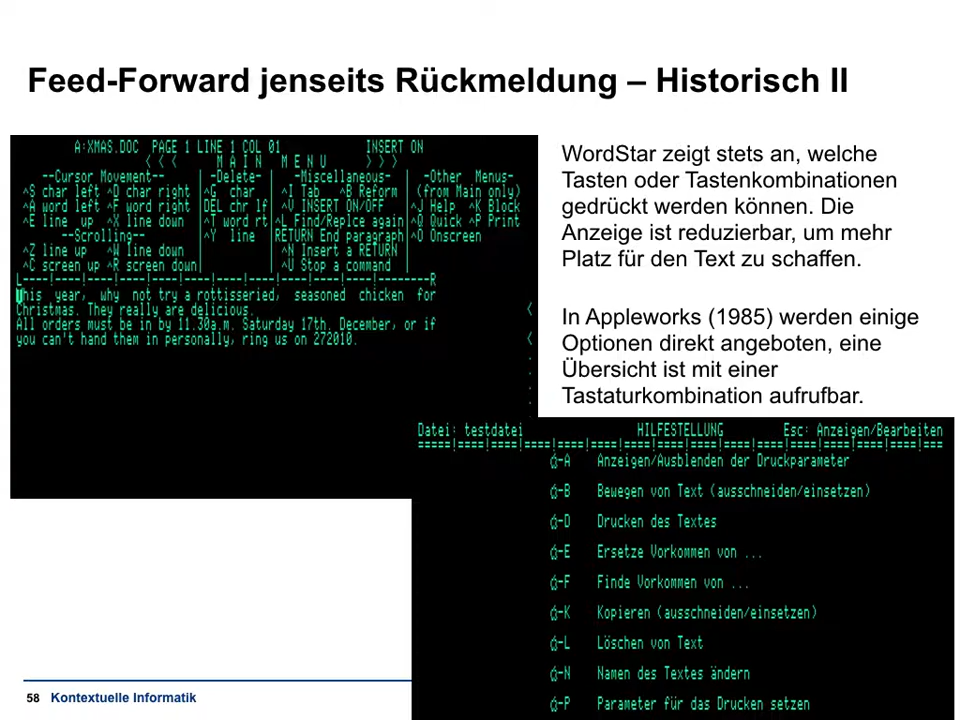 Feed-Forward jenseits Rückmeldung – Historisch II
A:XMAS.DOC PAGE 1 LINE 1 COL 01 INSERT ON
< < < M A I N M E N U > > >
--Cursor Movement-- | -Delete- | -Miscellaneous- | -Other Menus-
^S char left ^D char right |^G char | ^I Tab ^B Reform | (from Main only)
^A word left ^F word right |DEL chr lf| ^V INSERT ON/OFF |^J Help ^K Block
^E line up ^X line down |^T word rt|^L Find/Replce again|^Q Quick ^P Print
--Scrolling-- |^Y line |RETURN End paragraph|^O Onscreen
^Z line up ^W line down | | ^N Insert a RETURN |
^C screen up ^R screen down| | ^U Stop a command |
L----!----!----!----!----!----!----!----!----!----!--------R
This year, why not try a rottisseried, seasoned chicken for
Christmas. They really are delicious. <
All orders must be in by 11.30a.m. Saturday 17th. December, or if
you can't hand them in personally, ring us on 272010. <
WordStar zeigt stets an, welche
Tasten oder Tastenkombinationen
gedrückt werden können. Die
Anzeige ist reduzierbar, um mehr
Platz für den Text zu schaffen.
In Appleworks (1985) werden einige
Optionen direkt angeboten, eine
Übersicht ist mit einer
Tastaturkombination aufrufbar.
Datei: testdatei HILFESTELLUNG Esc: Anzeigen/Bearbeiten
=====!====!====!====!====!====!====!====!====!====!====!====!====!====!====!===
-A Anzeigen/Ausblenden der Druckparameter
-B Bewegen von Text (ausschneiden/einsetzen)
-D Drucken des Textes
-E Ersetze Vorkommen von ...
-F Finde Vorkommen von ...
-K Kopieren (ausschneiden/einsetzen)
-L Löschen von Text
-N Namen des Textes ändern
-P Parameter für das Drucken setzen
58 Kontextuelle Informatik